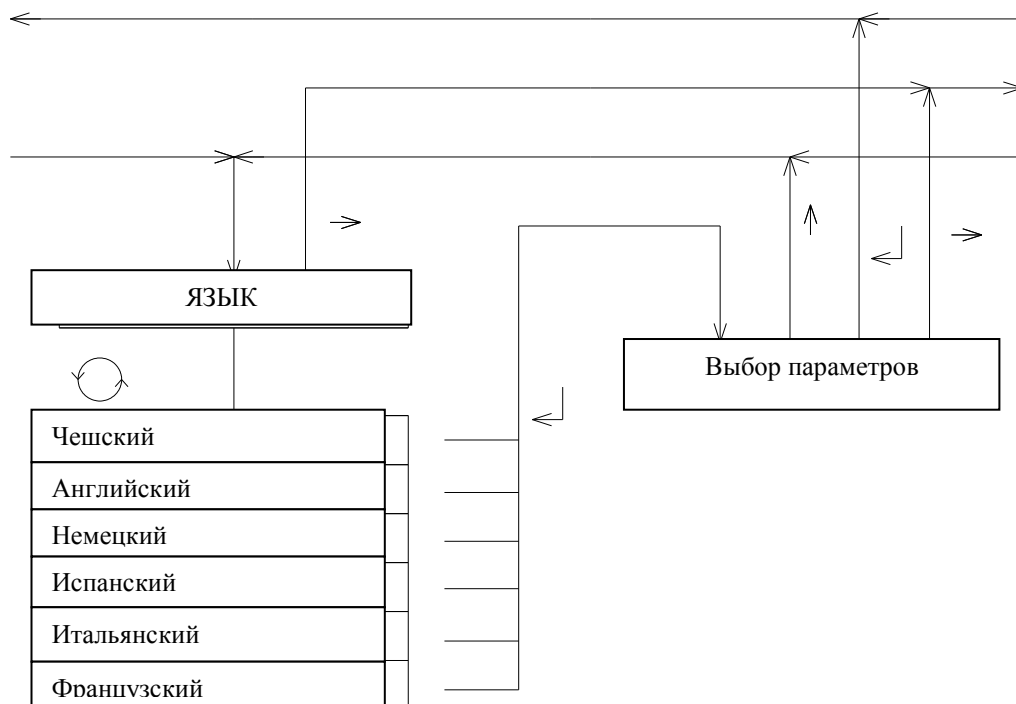 ЯЗЫК
Выбор параметров
Чешский
Английский
Немецкий
Испанский
Итальянский
Французский